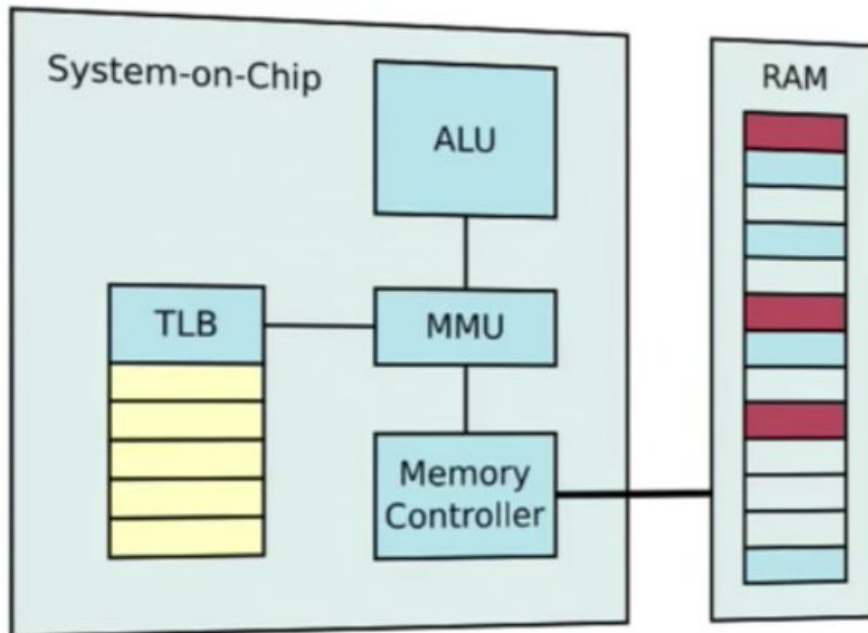 System-on-Chip
ALU
TLB
MMU
Memory
Controller
RAM